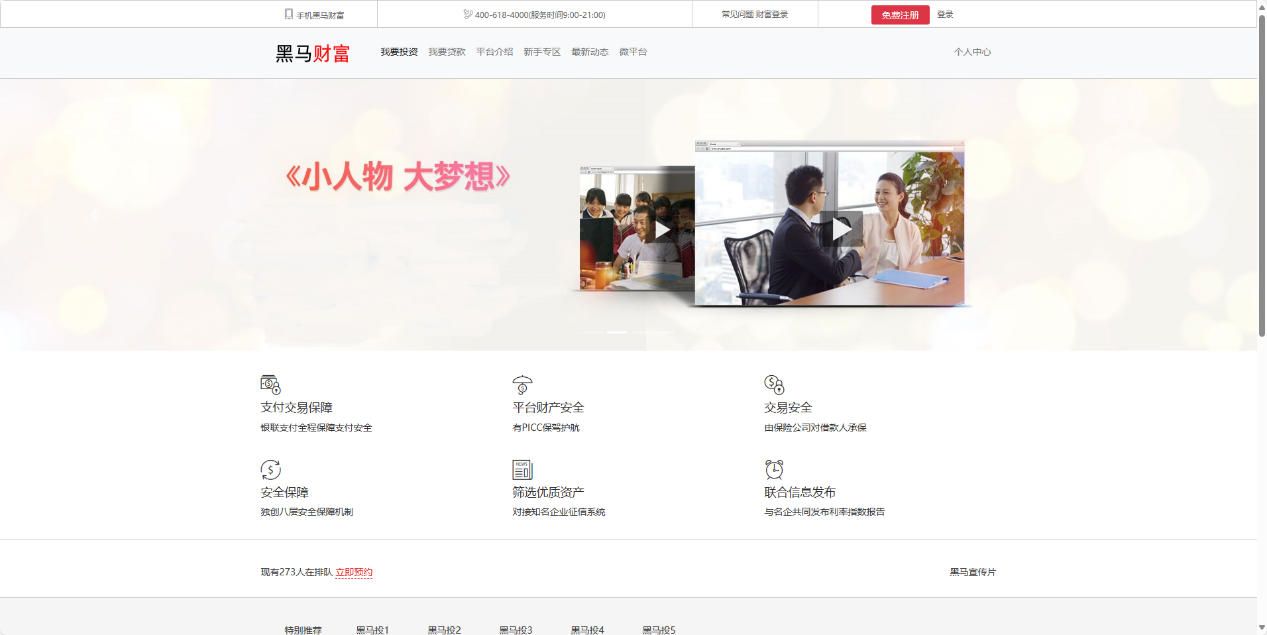 手机黑马财富
400-618-4000(服务时间9:00-21:00)
常见问题 财富登录
免费注册 登录
黑马财富
我要投资 我要贷款 平台介绍 新手专区 最新动态 微平台
个人中心
《小人物 大梦想》
支付交易保障
银联支付全程保障支付安全
平台财产安全
有PICC保驾护航
交易安全
由保险公司对借款人承保
安全保障
独创八层安全保障机制
NEWS
筛选优质资产
对接知名企业征信系统
联合信息发布
与名企共同发布利率指数报告
现有273人在排队 立即预约
黑马宣传片
特别推荐 黑马投1 黑马投2 黑马投3 黑马投4 黑马投5